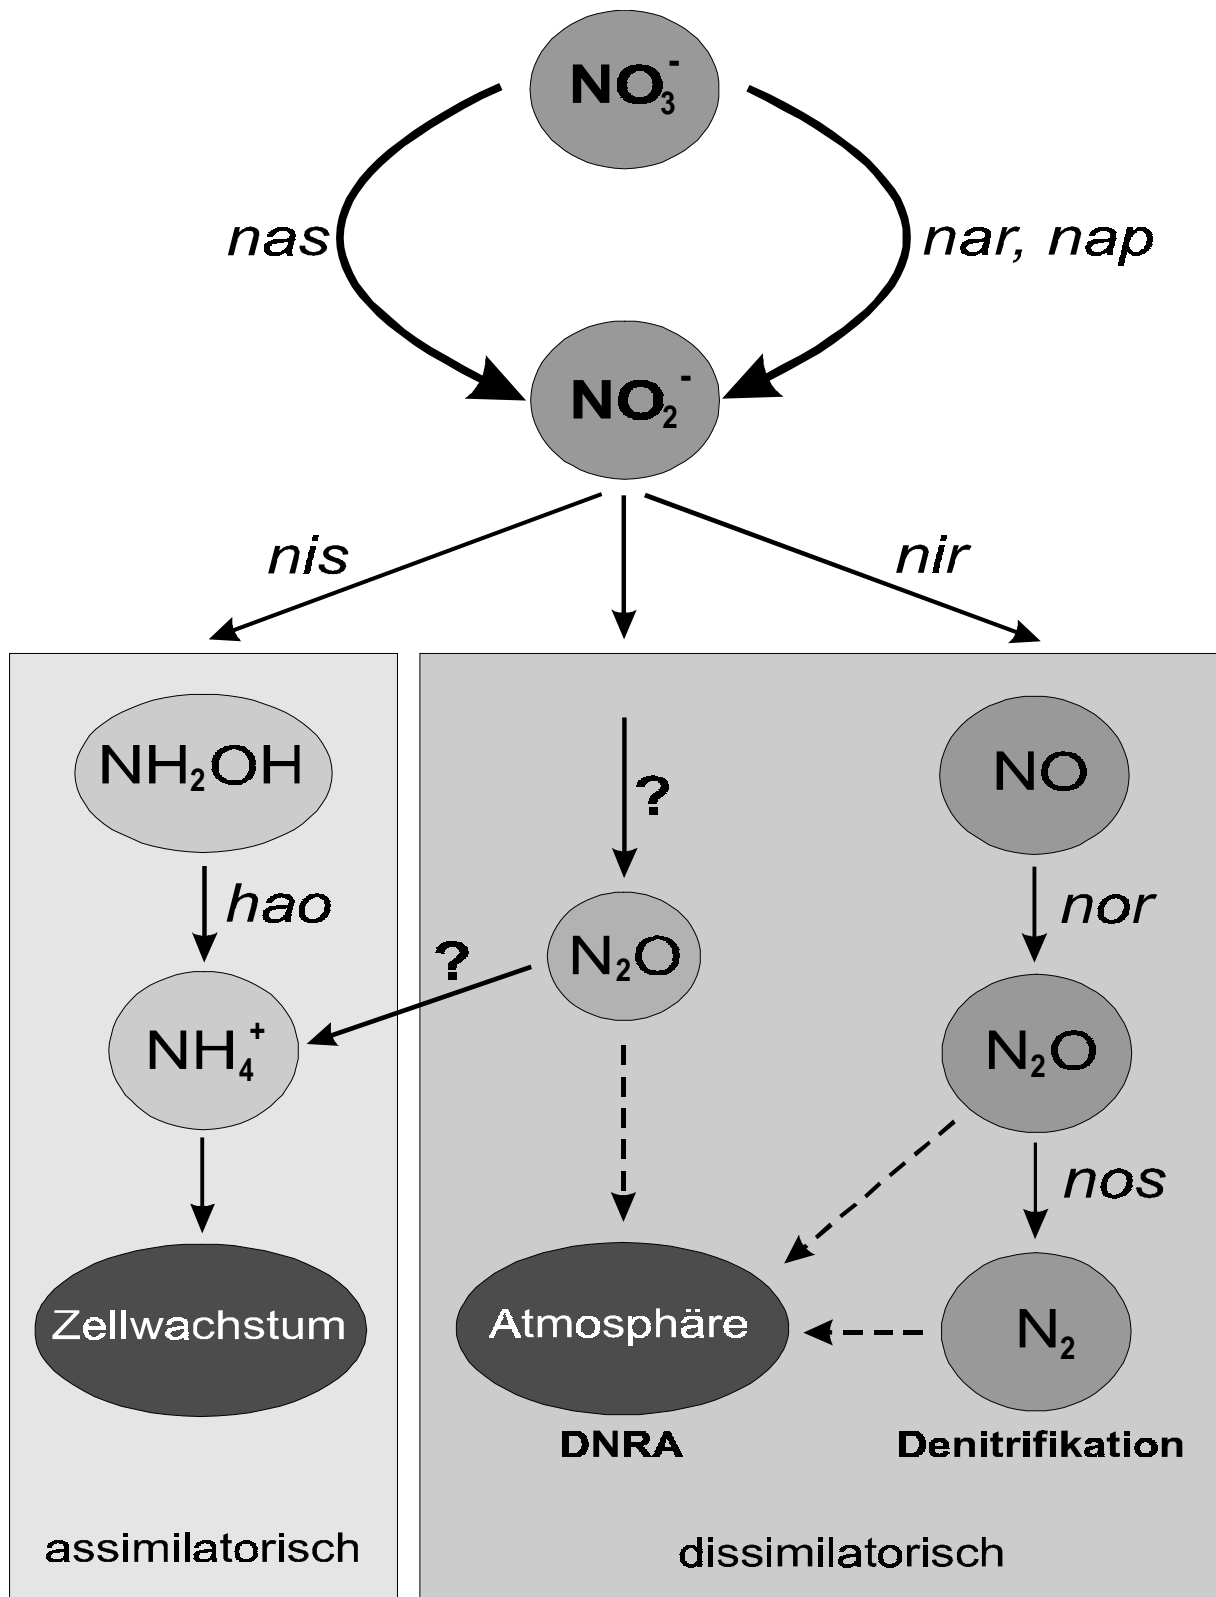 NO₃⁻
nas
nar, nap
NO₂⁻
nis
nir
NH₂OH
NO
?
hao
nor
?
N₂O
NH₄⁺
N₂O
nos
Zellwachstum
Atmosphäre
N₂
DNRA
Denitrifikation
assimilatorisch
dissimilatorisch